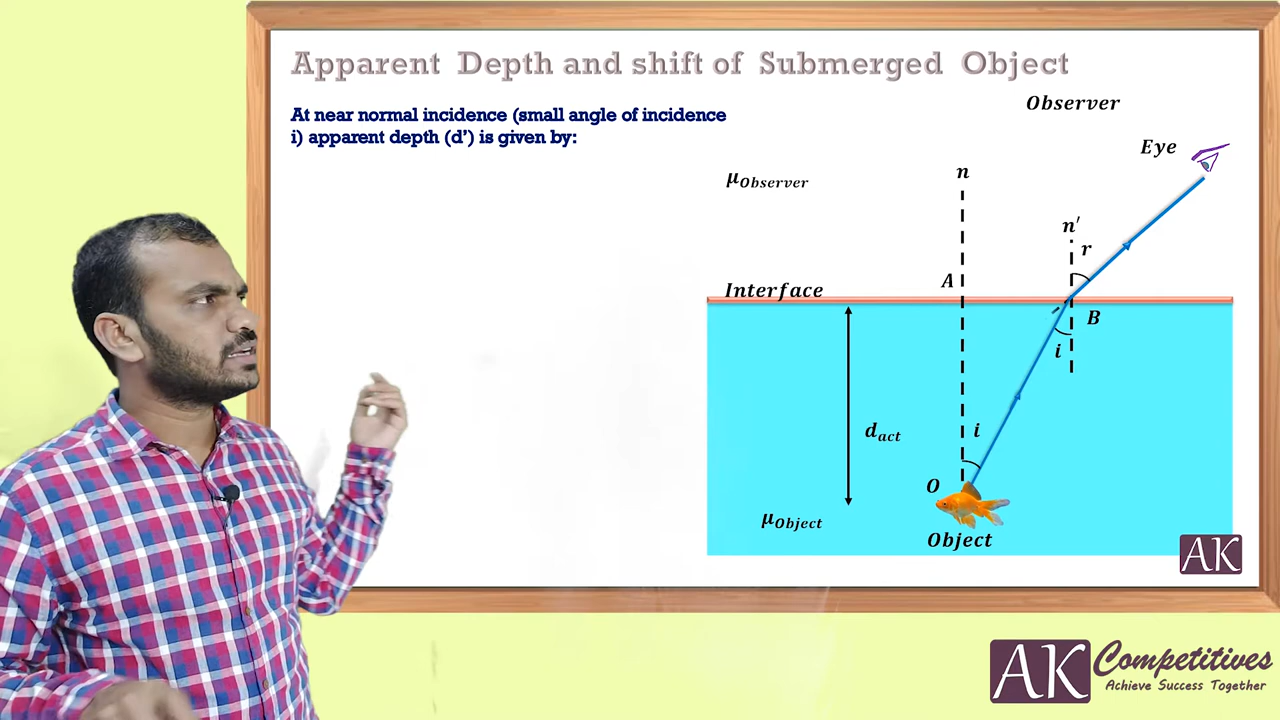 Apparent Depth and shift of Submerged Object
At near normal incidence (small angle of incidence
i) apparent depth (d’) is given by:
Observer
Eye
μObserver
n
n′
r
A
Interface
B
i
dact
i
O
μObject
Object
AK
AK Competitives
Achieve Success Together